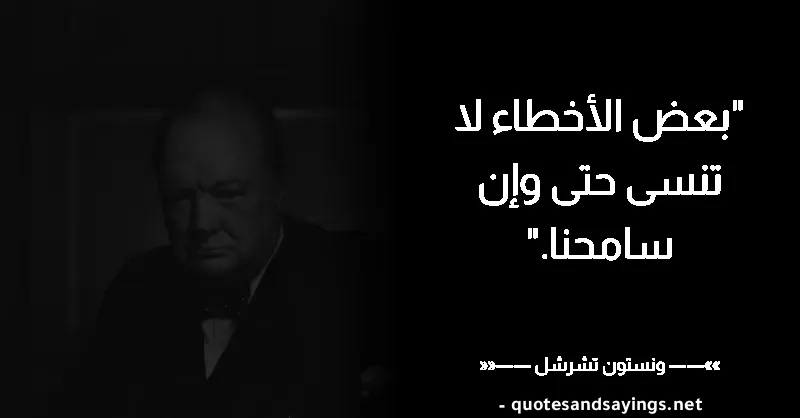 "بعض الأخطاء لا
تنسى حتى وإن
سامحنا."
»—— ونستون تشرشل ——««
- quotesandsayings.net